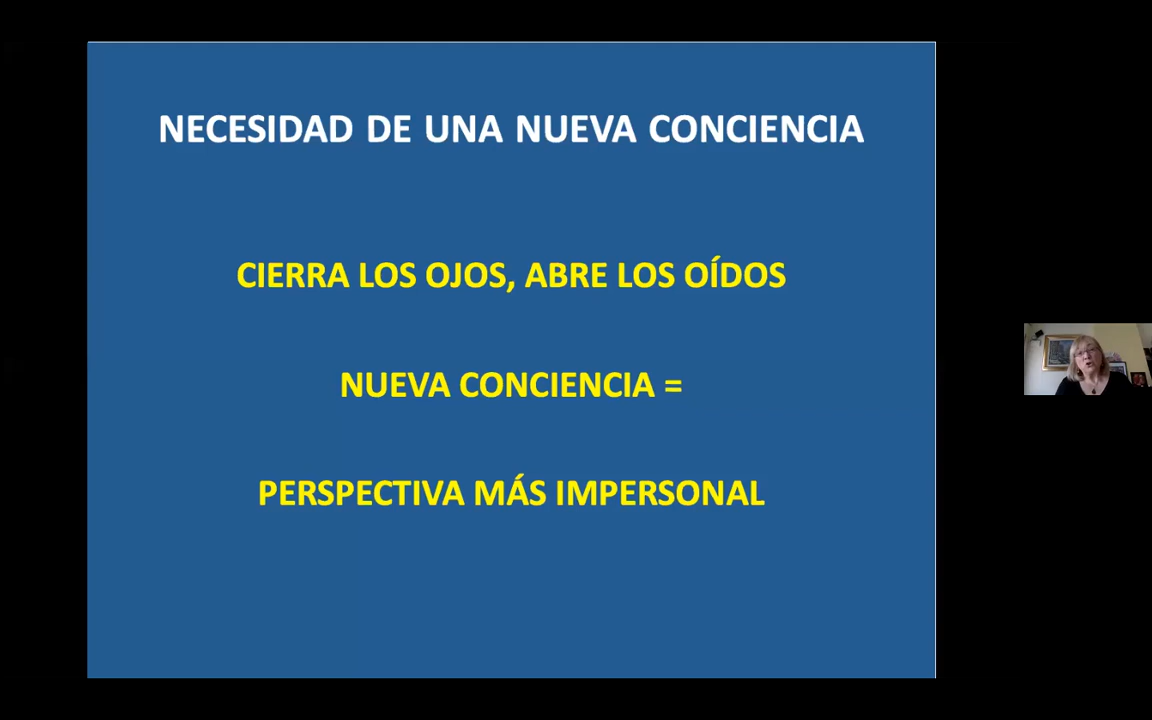 NECESIDAD DE UNA NUEVA CONCIENCIA
CIERRA LOS OJOS, ABRE LOS OÍDOS
NUEVA CONCIENCIA =
PERSPECTIVA MÁS IMPERSONAL